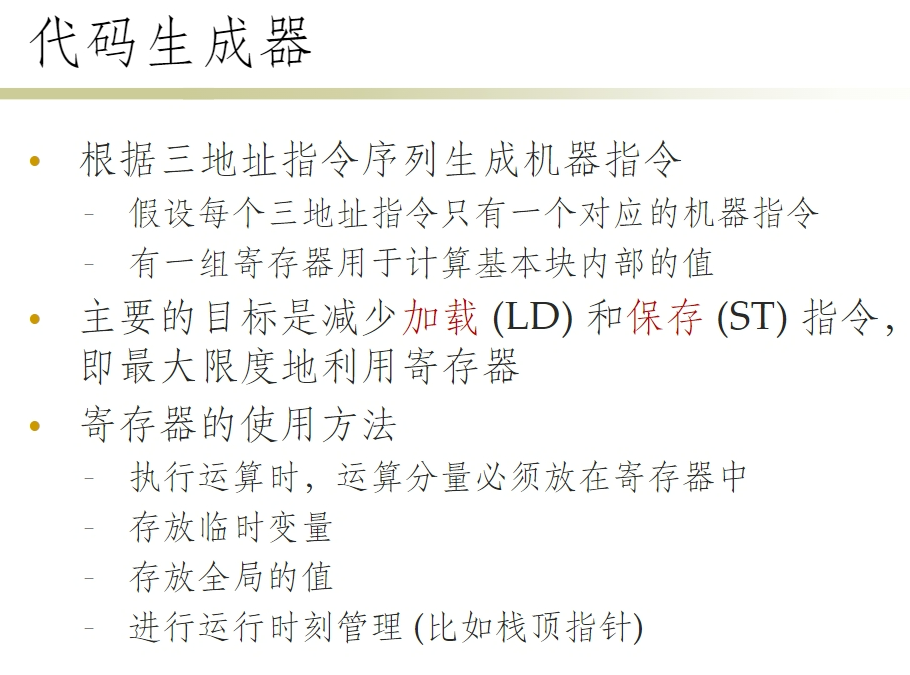 代码生成器
• 根据三地址指令序列生成机器指令
- 假设每个三地址指令只有一个对应的机器指令
- 有一组寄存器用于计算基本块内部的值
• 主要的目标是减少加载 (LD) 和保存 (ST) 指令，
即最大限度地利用寄存器
• 寄存器的使用方法
- 执行运算时，运算分量必须放在寄存器中
- 存放临时变量
- 存放全局的值
- 进行运行时刻管理 (比如栈顶指针)